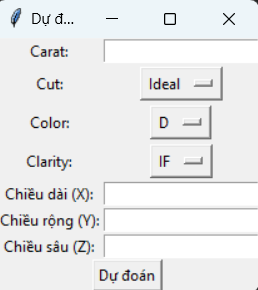 Dự đ...
Carat:
Cut: Ideal
Color: D
Clarity: IF
Chiều dài (X):
Chiều rộng (Y):
Chiều sâu (Z):
Dự đoán